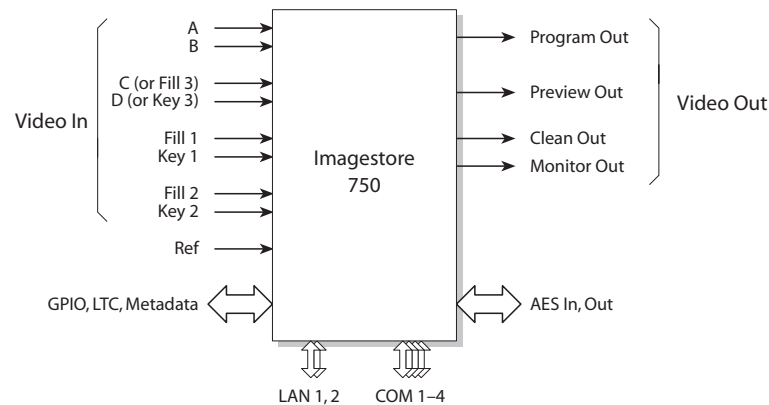 A
B
C (or Fill 3)
D (or Key 3)
Video In
Fill 1
Key 1
Fill 2
Key 2
Ref
GPIO, LTC, Metadata
Imagestore
750
Program Out
Preview Out
Video Out
Clean Out
Monitor Out
AES In, Out
LAN 1, 2
COM 1–4